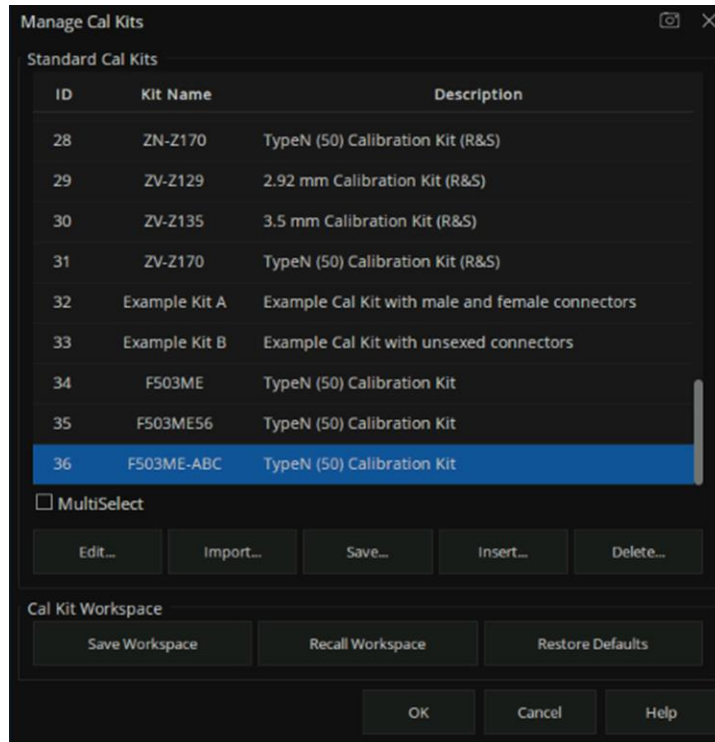 Manage Cal Kits
Standard Cal Kits
ID Kit Name Description
28 ZN-Z170 TypeN (50) Calibration Kit (R&S)
29 ZV-Z129 2.92 mm Calibration Kit (R&S)
30 ZV-Z135 3.5 mm Calibration Kit (R&S)
31 ZV-Z170 TypeN (50) Calibration Kit (R&S)
32 Example Kit A Example Cal Kit with male and female connectors
33 Example Kit B Example Cal Kit with unsexed connectors
34 F503ME TypeN (50) Calibration Kit
35 F503ME56 TypeN (50) Calibration Kit
36 F503ME-ABC TypeN (50) Calibration Kit
MultiSelect
Edit... Import... Save... Insert... Delete...
Cal Kit Workspace
Save Workspace Recall Workspace Restore Defaults
OK Cancel Help